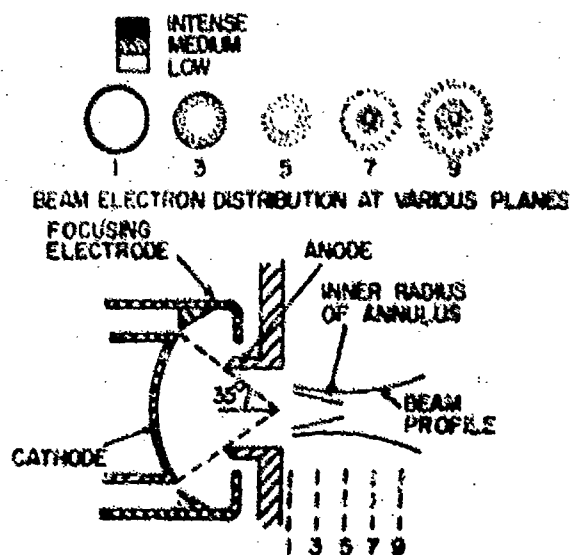 INTENSE
MEDIUM
LOW
1 3 5 7 9
BEAM ELECTRON DISTRIBUTION AT VARIOUS PLANES
FOCUSING
ELECTRODE
ANODE
INNER RADIUS
OF ANNULUS
35°
BEAM
PROFILE
CATHODE
1 3 5 7 9